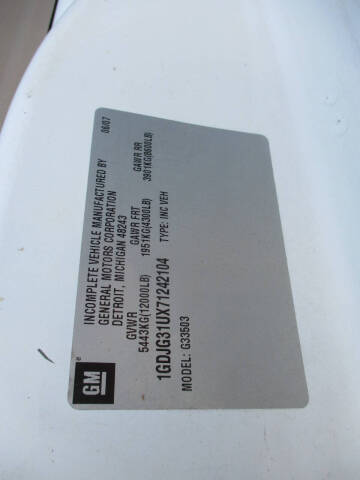 INCOMPLETE VEHICLE MANUFACTURED BY 06/07
GENERAL MOTORS CORPORATION
DETROIT, MICHIGAN 48243
GVWR GAWR FRT GAWR RR
5443KG(12000LB) 1951KG(4300LB) 3901KG(8600LB)
1GDJG31UX71242104 TYPE: INC VEH
MODEL: G33503
GM®